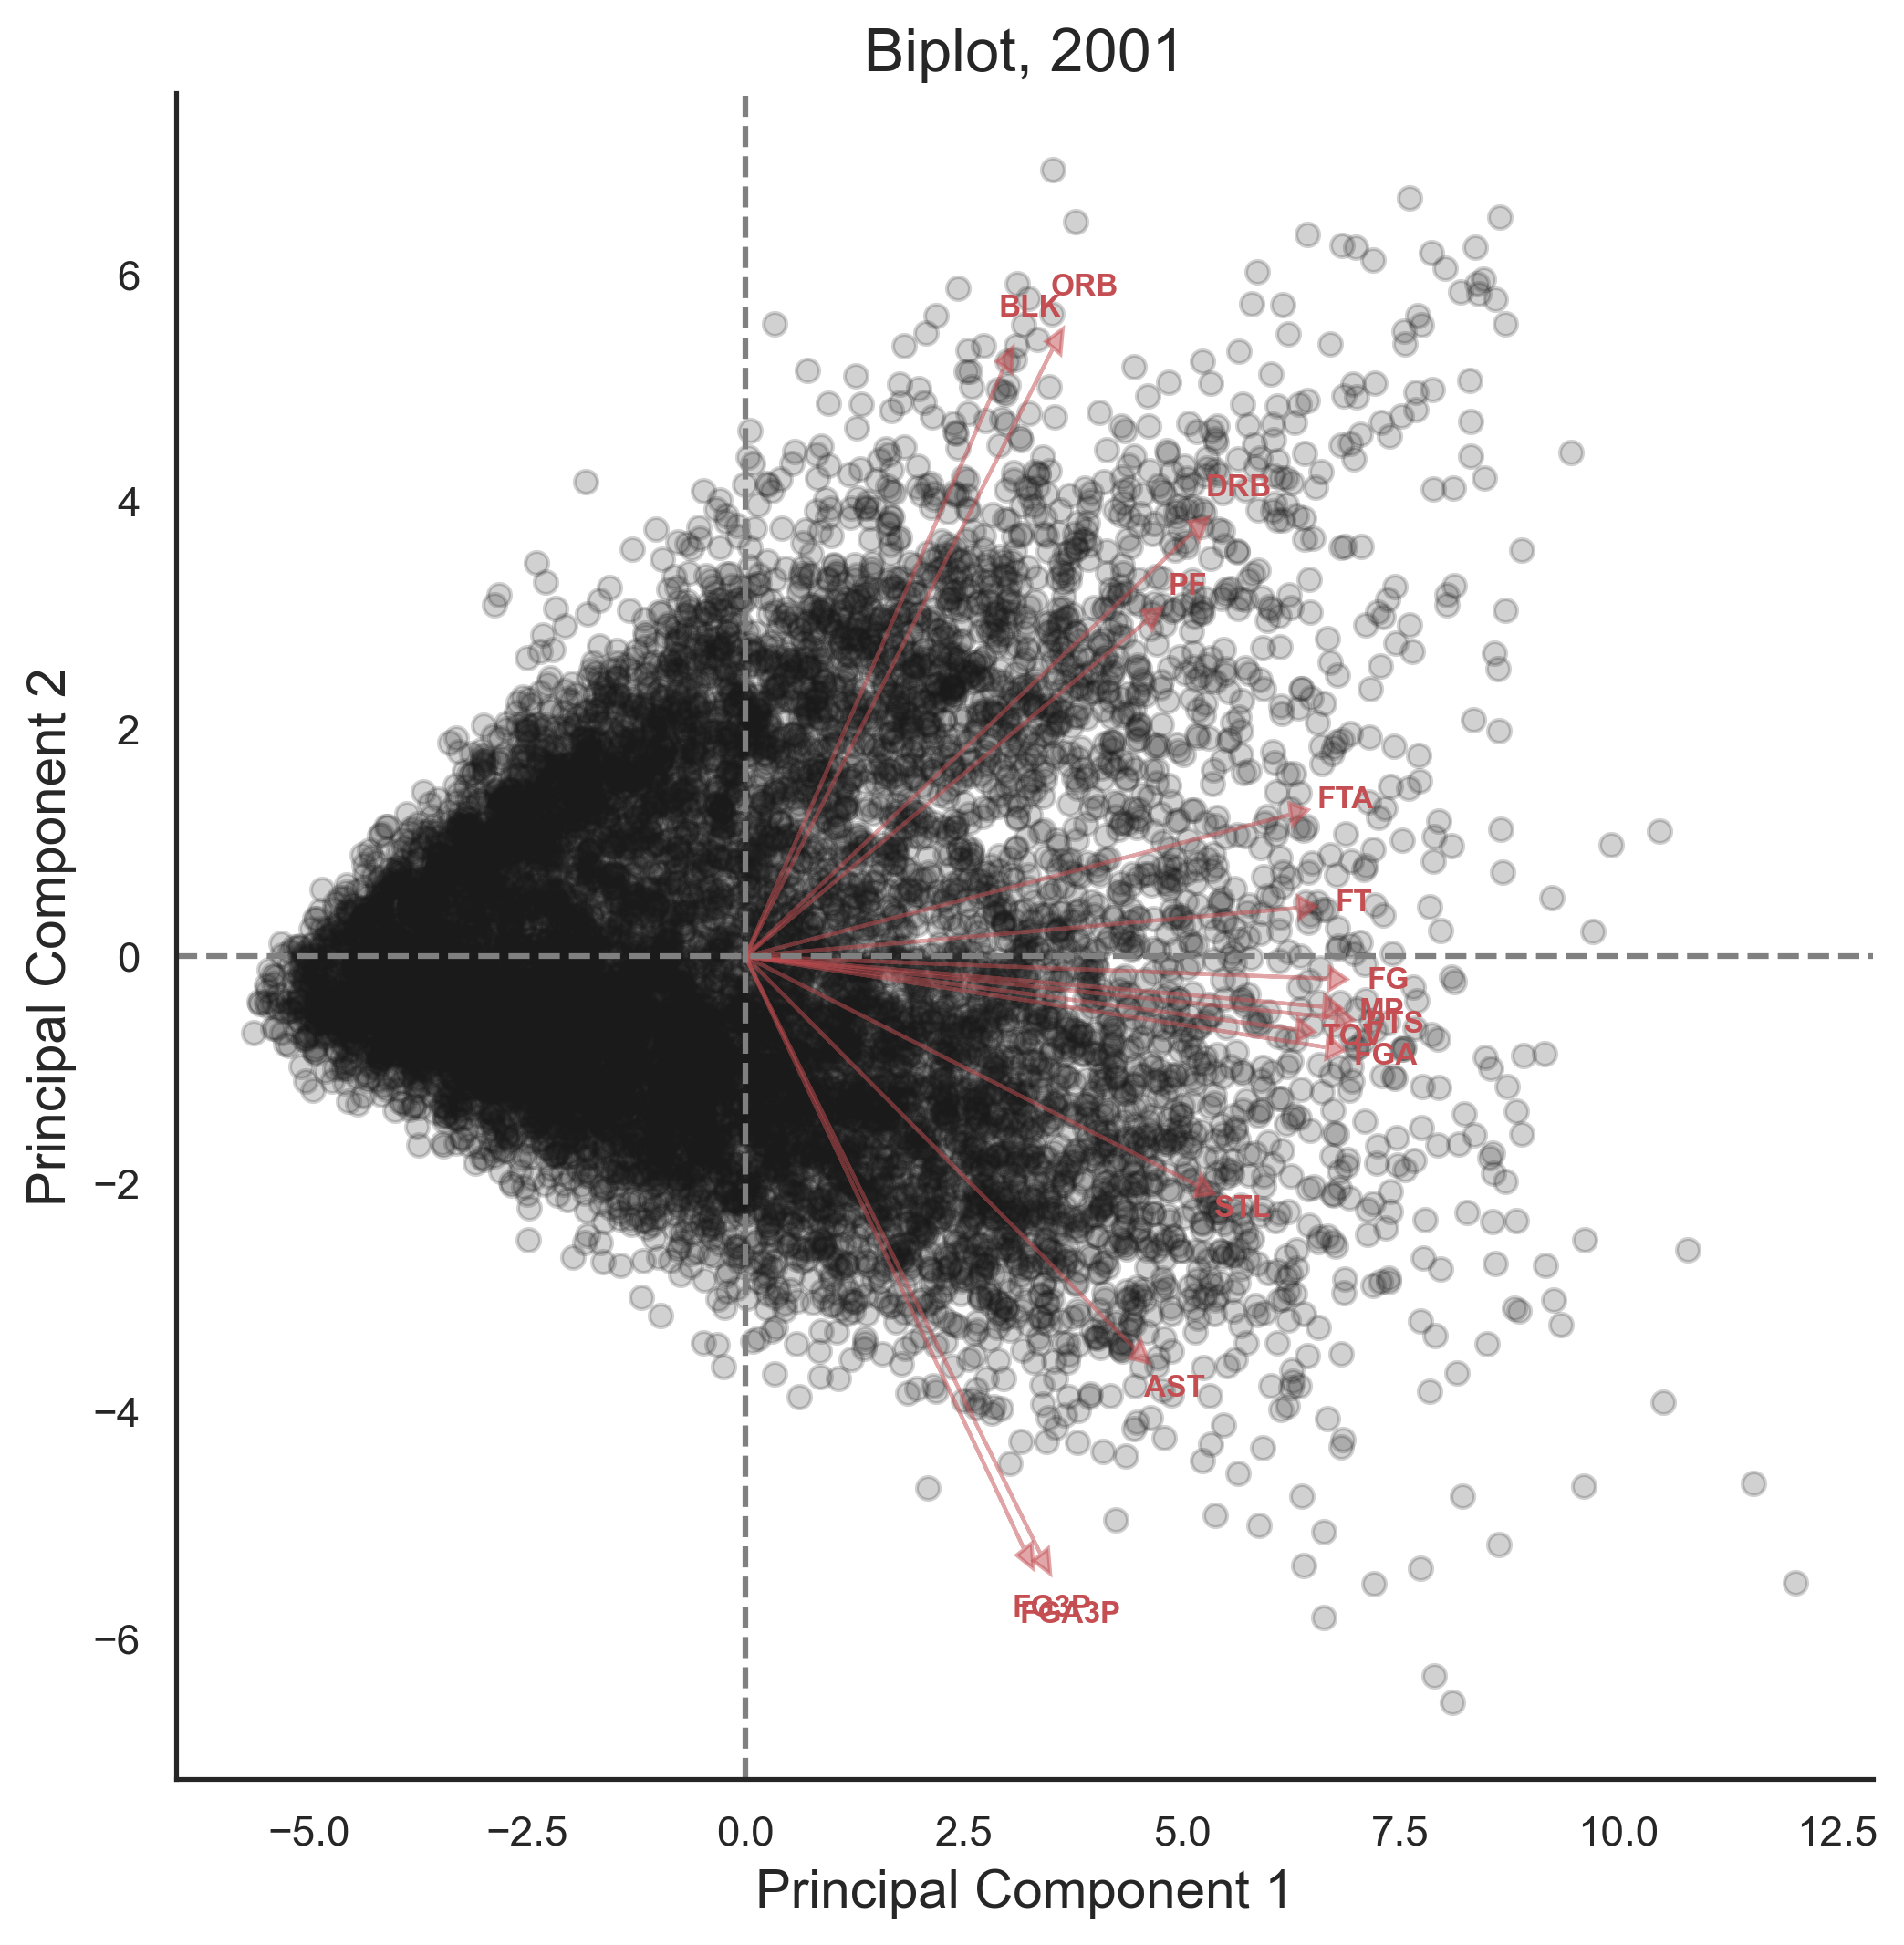 Biplot, 2001
Principal Component 2
6
4
2
0
−2
−4
−6
BLK
ORB
DRB
PF
FTA
FT
FG
MP
PTS
TOV
FGA
STL
AST
FG3P
FGA3P
−5.0 −2.5 0.0 2.5 5.0 7.5 10.0 12.5
Principal Component 1